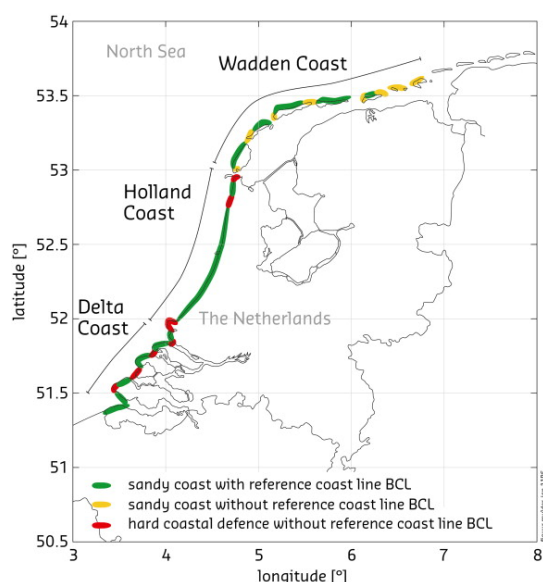 54
53.5
53
52.5
52
51.5
51
50.5
latitude [°]
North Sea
Wadden Coast
Holland
Coast
Delta
Coast
The Netherlands
sandy coast with reference coast line BCL
sandy coast without reference coast line BCL
hard coastal defence without reference coast line BCL
3
4
5
6
7
8
longitude [°]